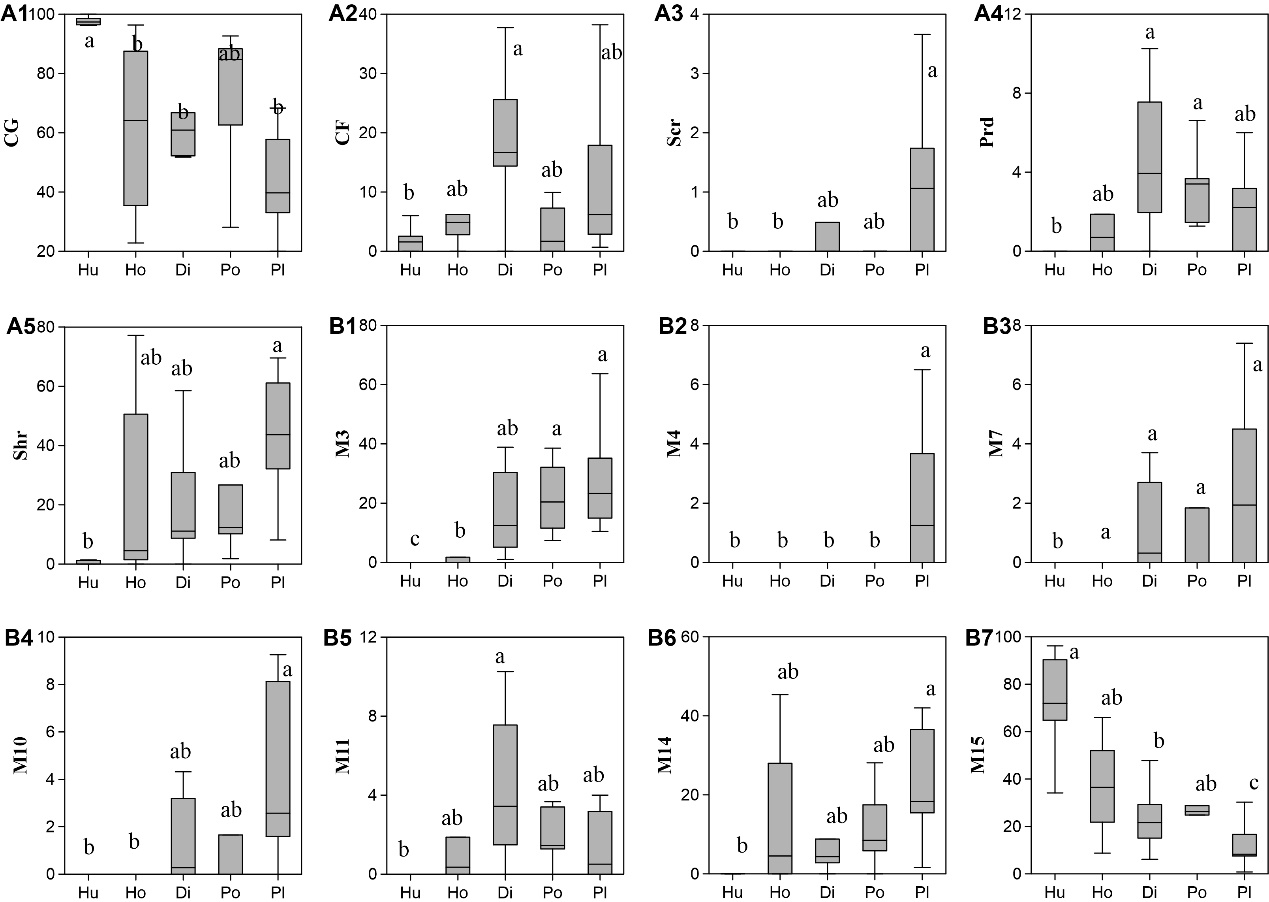 A1 A2 A3 A4
100 40 4 12
a b b b ab
b ab a ab ab
b b ab ab a
b ab a a ab
80 30 3 8
60 20 2 4
40 10 1 0
20 0 0
CG CF Scr Prd
Hu Ho Di Po Pl Hu Ho Di Po Pl Hu Ho Di Po Pl Hu Ho Di Po Pl
A5 B1 B2 B3
80 80 8 8
b ab ab ab a
c b ab a a
b b b b a
b a a a a
60 60 6 6
40 40 4 4
20 20 2 2
0 0 0 0
Shr M3 M4 M7
Hu Ho Di Po Pl Hu Ho Di Po Pl Hu Ho Di Po Pl Hu Ho Di Po Pl
B4 B5 B6 B7
10 12 60 100
b b ab ab a
b ab a ab ab
b ab ab ab a
a ab b ab c
8 8 40 80
6 4 20 60
4 0 0 40
2 20
0 0
M10 M11 M14 M15
Hu Ho Di Po Pl Hu Ho Di Po Pl Hu Ho Di Po Pl Hu Ho Di Po Pl